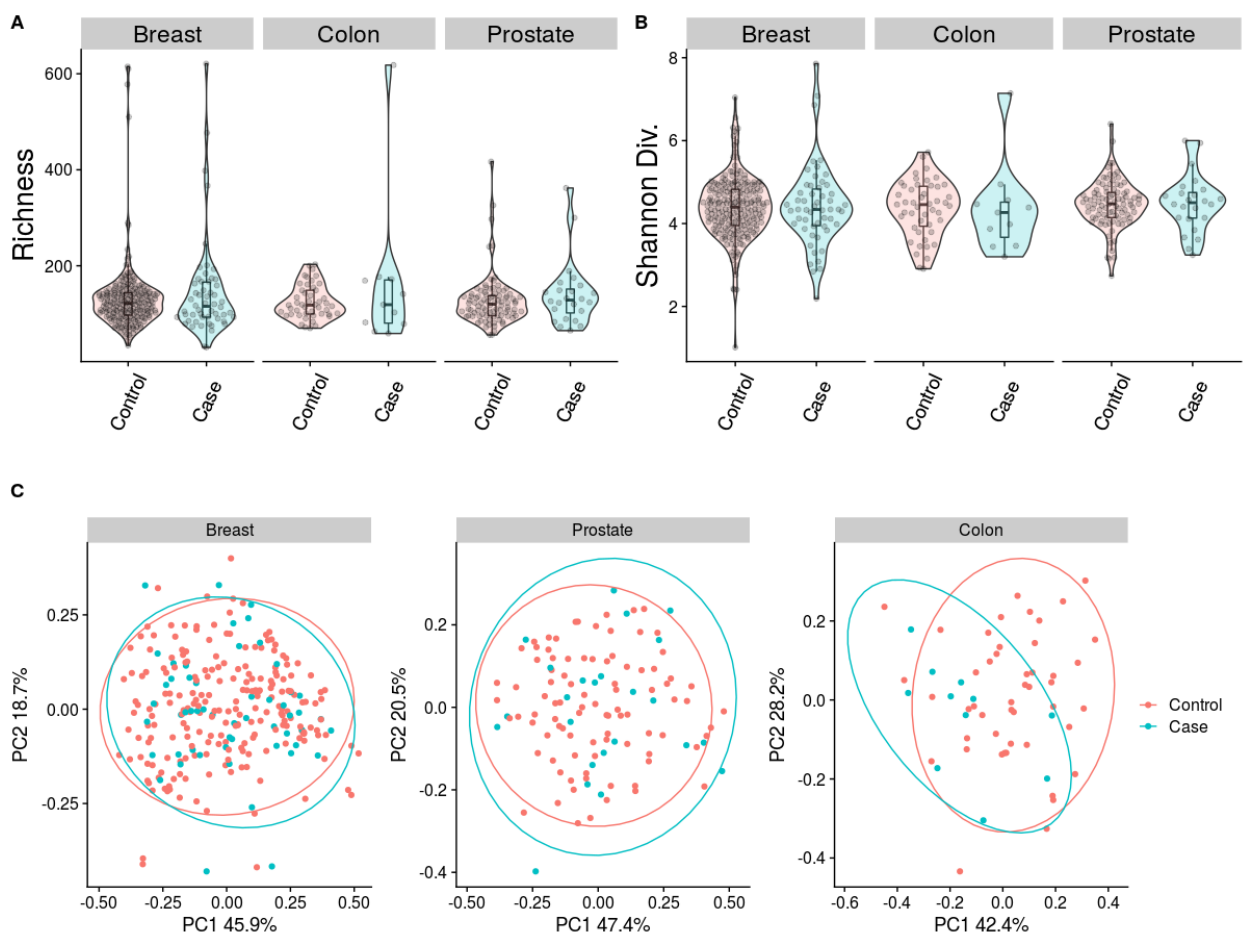 A
Breast Colon Prostate
Richness
600
400
200
Control Case Control Case Control Case
B
Breast Colon Prostate
Shannon Div.
8
6
4
2
Control Case Control Case Control Case
C
Breast
PC2 18.7%
0.25
0.00
-0.25
-0.50 -0.25 0.00 0.25 0.50
PC1 45.9%
Prostate
PC2 20.5%
0.2
0.0
-0.2
-0.4
-0.50 -0.25 0.00 0.25 0.50
PC1 47.4%
Colon
PC2 28.2%
0.2
0.0
-0.2
-0.4
-0.6 -0.4 -0.2 0.0 0.2 0.4
PC1 42.4%
Control
Case